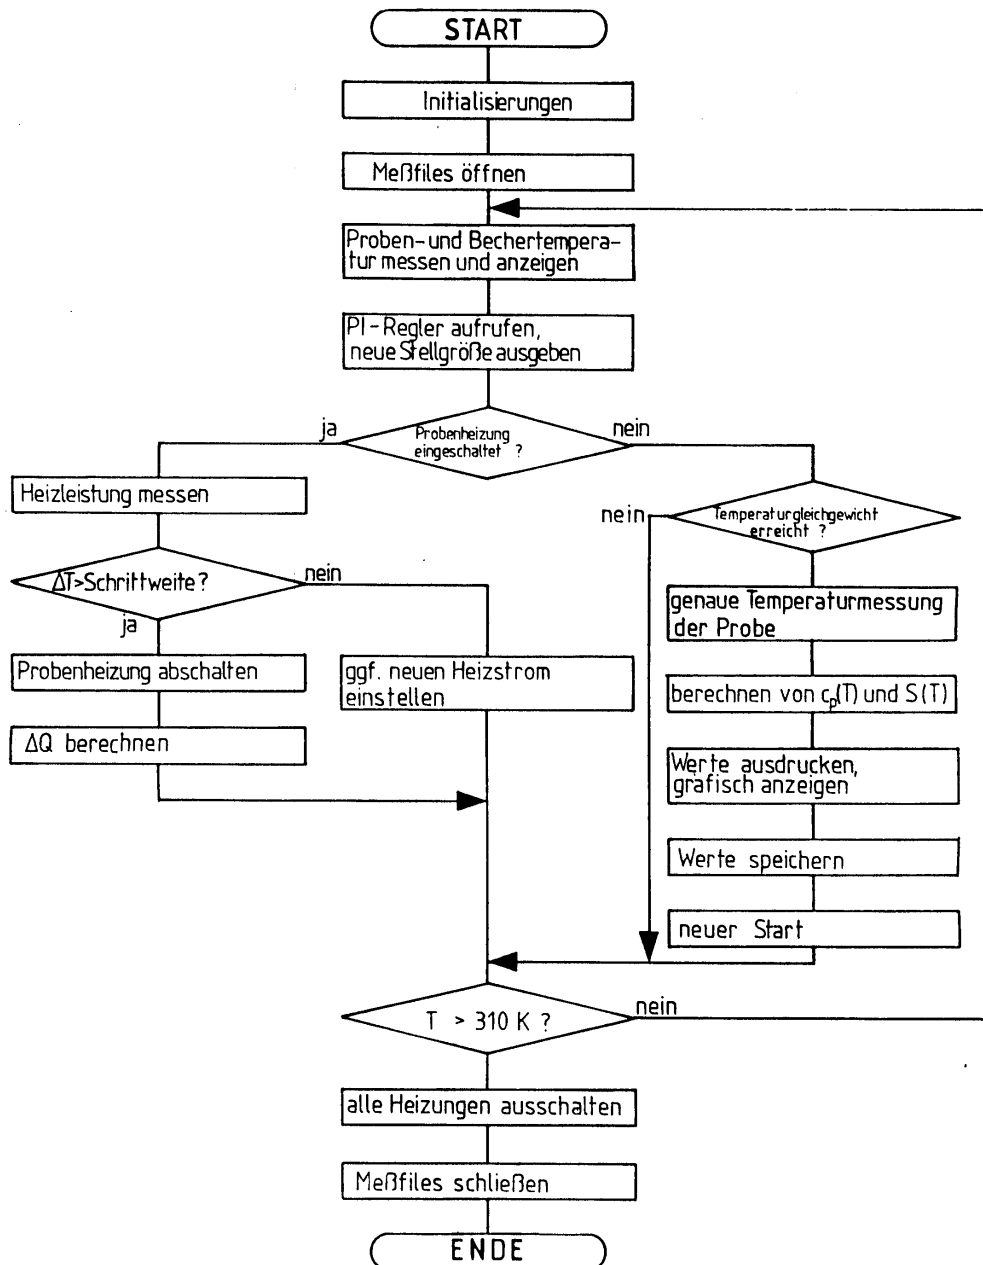 START
Initialisierungen
Meßfiles öffnen
Proben-und Bechertempera-
tur messen und anzeigen
PI-Regler aufrufen,
neue Stellgröße ausgeben
Probenheizung
eingeschaltet ?
ja
nein
Heizleistung messen
ΔT>Schrittweite?
nein
ja
Probenheizung abschalten
ΔQ berechnen
ggf. neuen Heizstrom
einstellen
Temperaturgleichgewicht
erreicht ?
nein
genaue Temperaturmessung
der Probe
berechnen von cp(T) und S(T)
Werte ausdrucken,
grafisch anzeigen
Werte speichern
neuer Start
T > 310 K ?
nein
alle Heizungen ausschalten
Meßfiles schließen
ENDE